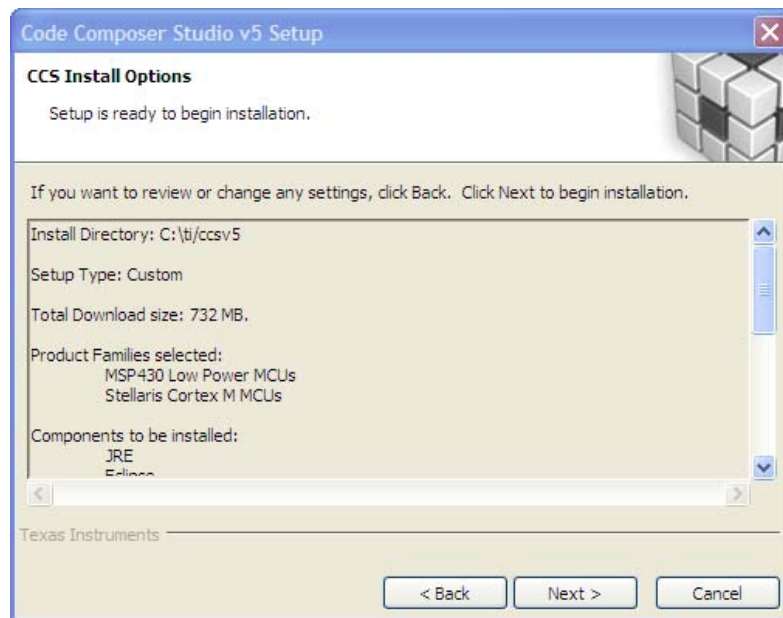 Code Composer Studio v5 Setup
CCS Install Options
Setup is ready to begin installation.
If you want to review or change any settings, click Back. Click Next to begin installation.
Install Directory: C:\ti/ccsv5
Setup Type: Custom
Total Download size: 732 MB.
Product Families selected:
MSP430 Low Power MCUs
Stellaris Cortex M MCUs
Components to be installed:
JRE
Eclipse
Texas Instruments
< Back
Next >
Cancel